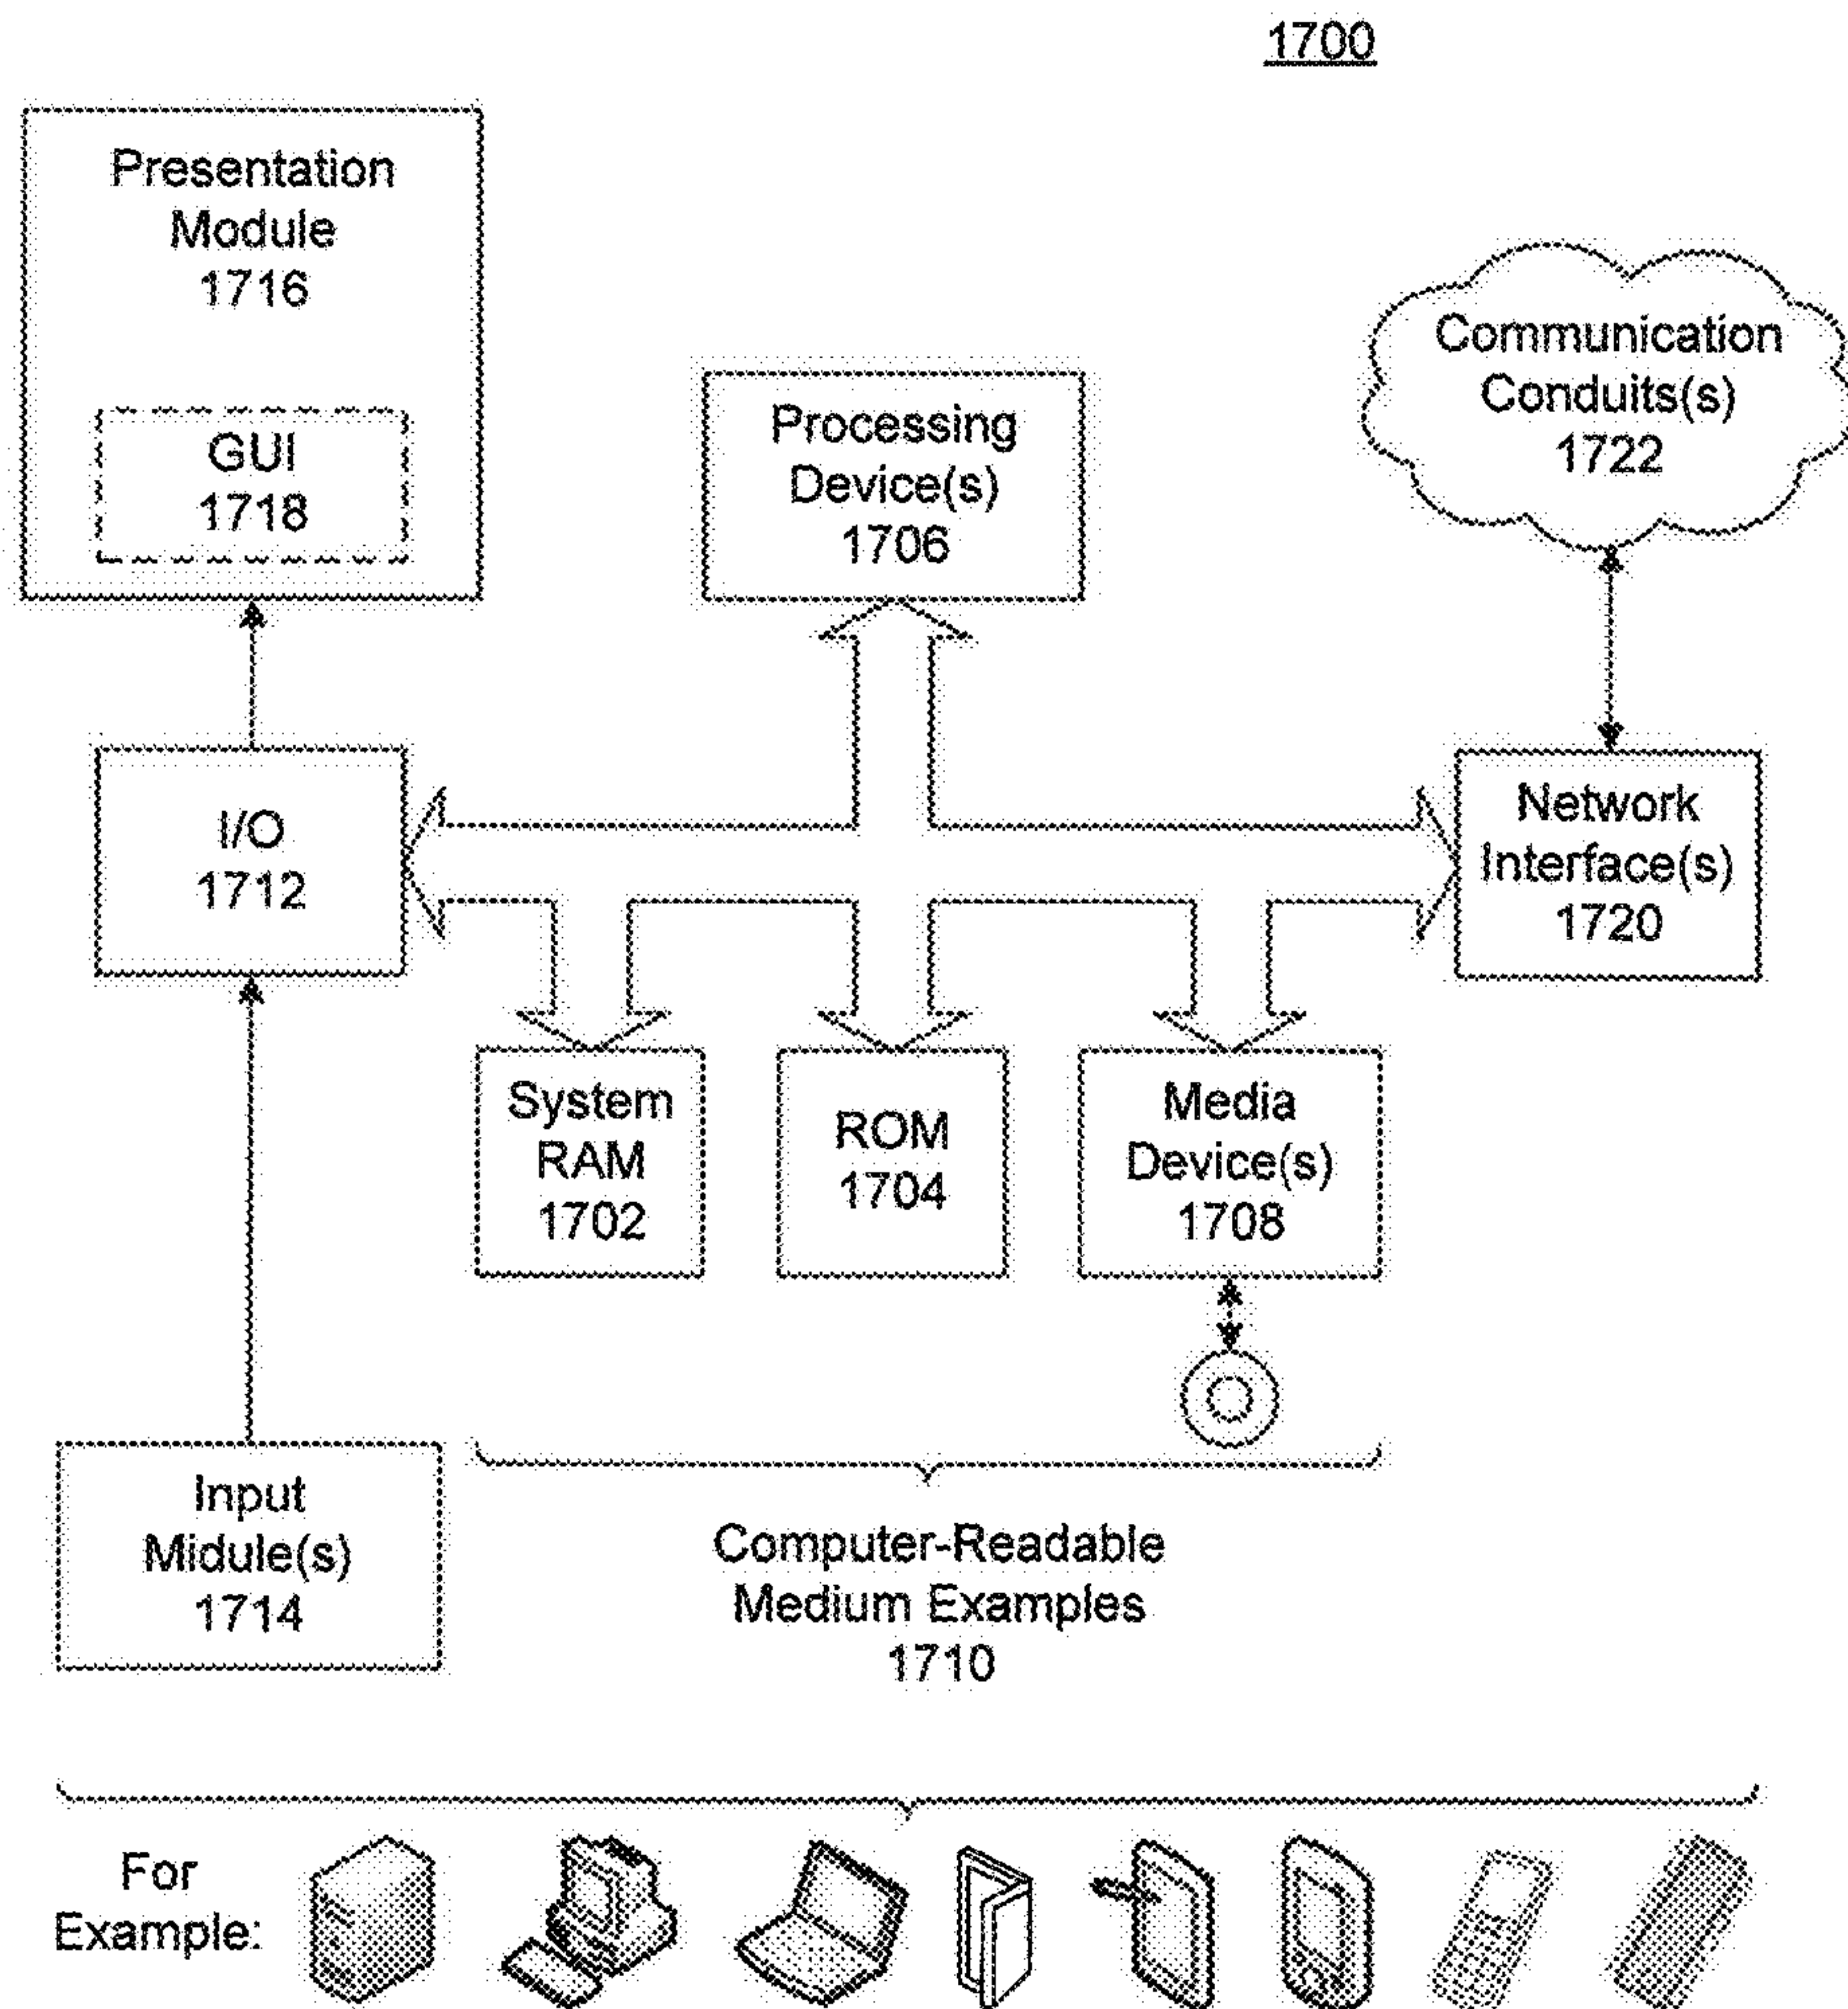 1700
Presentation
Module
1716
GUI
1718
Processing
Device(s)
1706
Communication
Conduits(s)
1722
I/O
1712
Network
Interface(s)
1720
System
RAM
1702
ROM
1704
Media
Device(s)
1708
Input
Midule(s)
1714
Computer-Readable
Medium Examples
1710
For
Example: